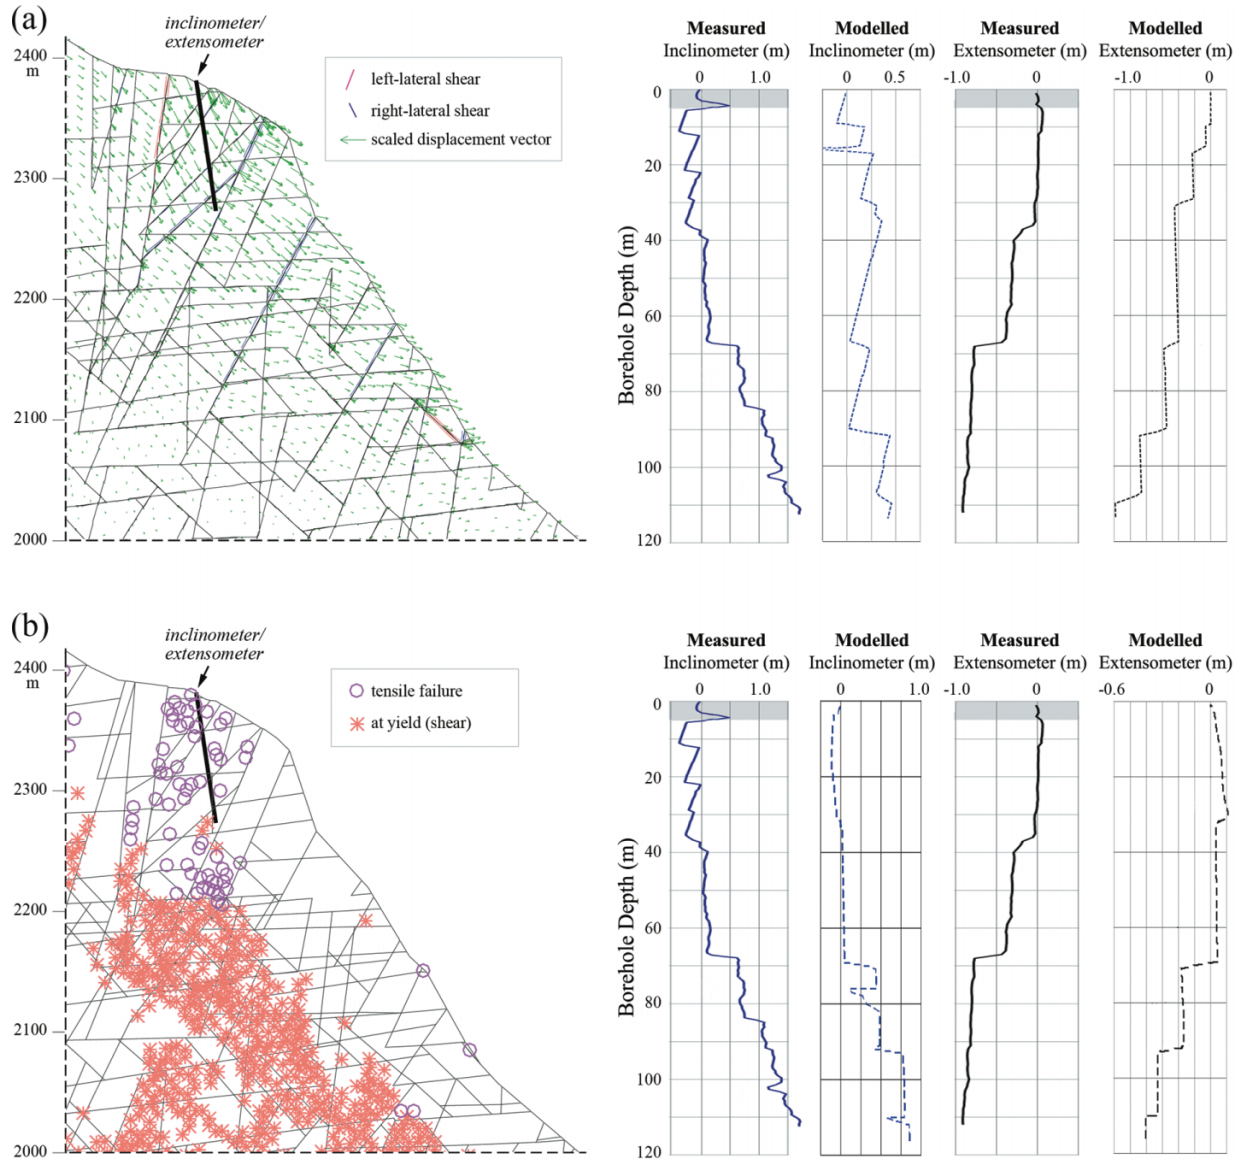 (a)
inclinometer/
extensometer
2400
m
2300
2200
2100
2000
left-lateral shear
right-lateral shear
scaled displacement vector
Measured
Inclinometer (m)
0 1.0
Modelled
Inclinometer (m)
0 0.5
Measured
Extensometer (m)
-1.0 0
Modelled
Extensometer (m)
-1.0 0
Borehole Depth (m)
0
20
40
60
80
100
120
(b)
inclinometer/
extensometer
2400
m
2300
2200
2100
2000
tensile failure
at yield (shear)
Measured
Inclinometer (m)
0 1.0
Modelled
Inclinometer (m)
0 1.0
Measured
Extensometer (m)
-1.0 0
Modelled
Extensometer (m)
-0.6 0
Borehole Depth (m)
0
20
40
60
80
100
120